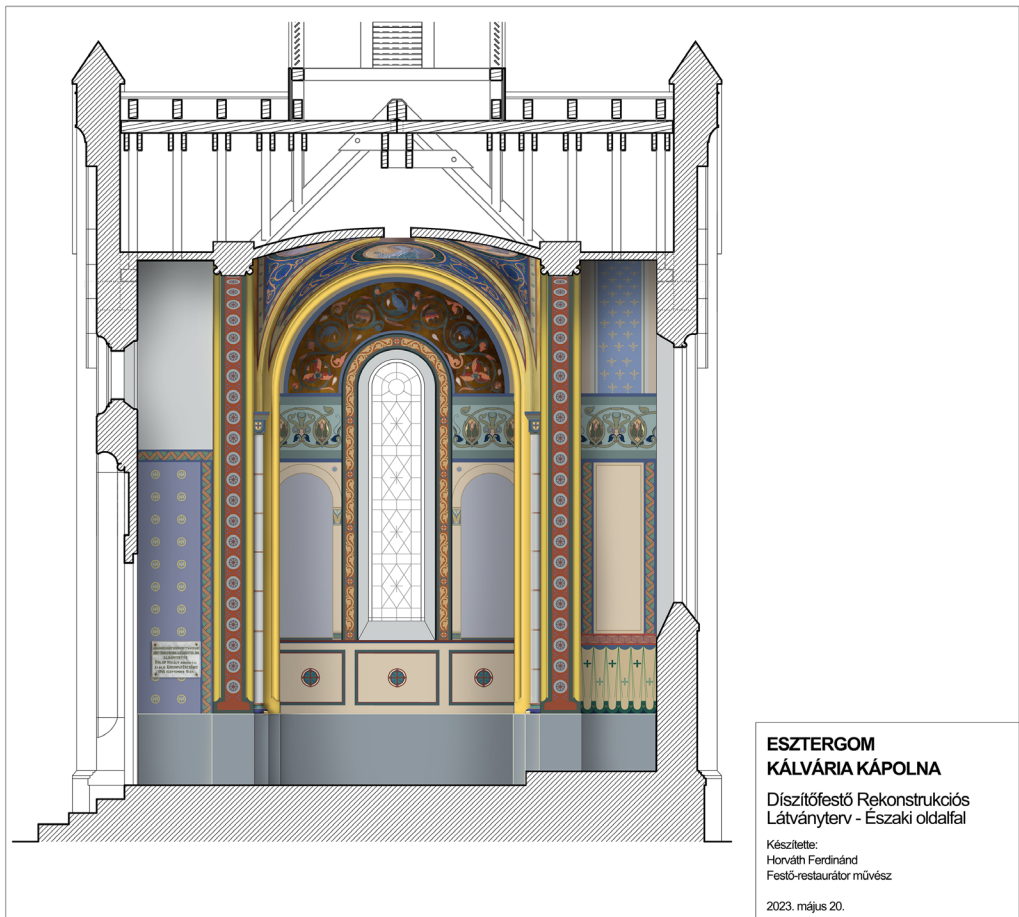 ESZTERGOM
KÁLVÁRIA KÁPOLNA
Díszítőfestő Rekonstrukciós
Látványterv - Északi oldalfal
Készítette:
Horváth Ferdinánd
Festő-restaurátor művész
2023. május 20.